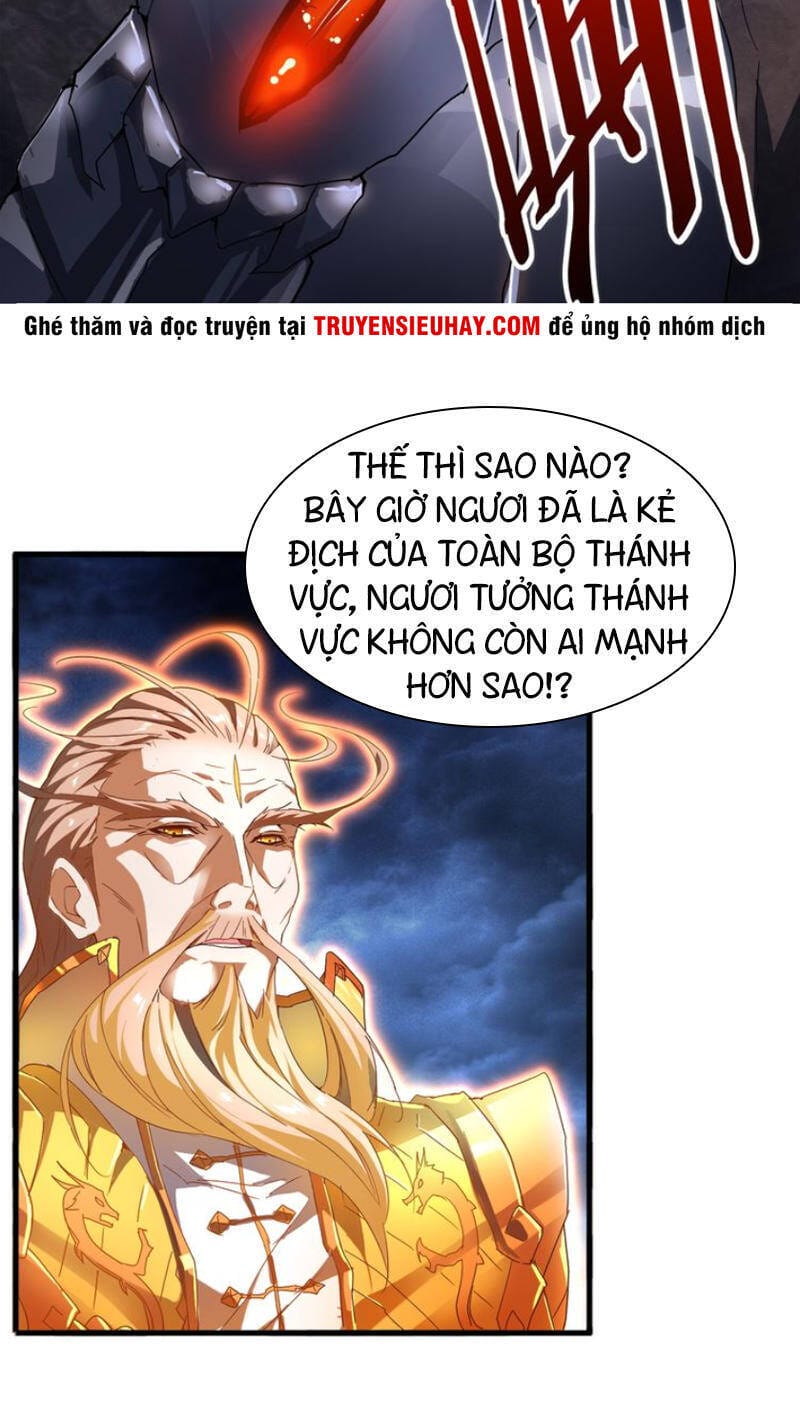 Ghé thăm và đọc truyện tại TRUYENSIEUHAY.COM để ủng hộ nhóm dịch
THẾ THÌ SAO NÀO?
BÂY GIỜ NGƯƠI ĐÃ LÀ KẺ
ĐỊCH CỦA TOÀN BỘ THÁNH
VỰC, NGƯƠI TƯỞNG THÁNH
VỰC KHÔNG CÒN AI MẠNH
HƠN SAO!?